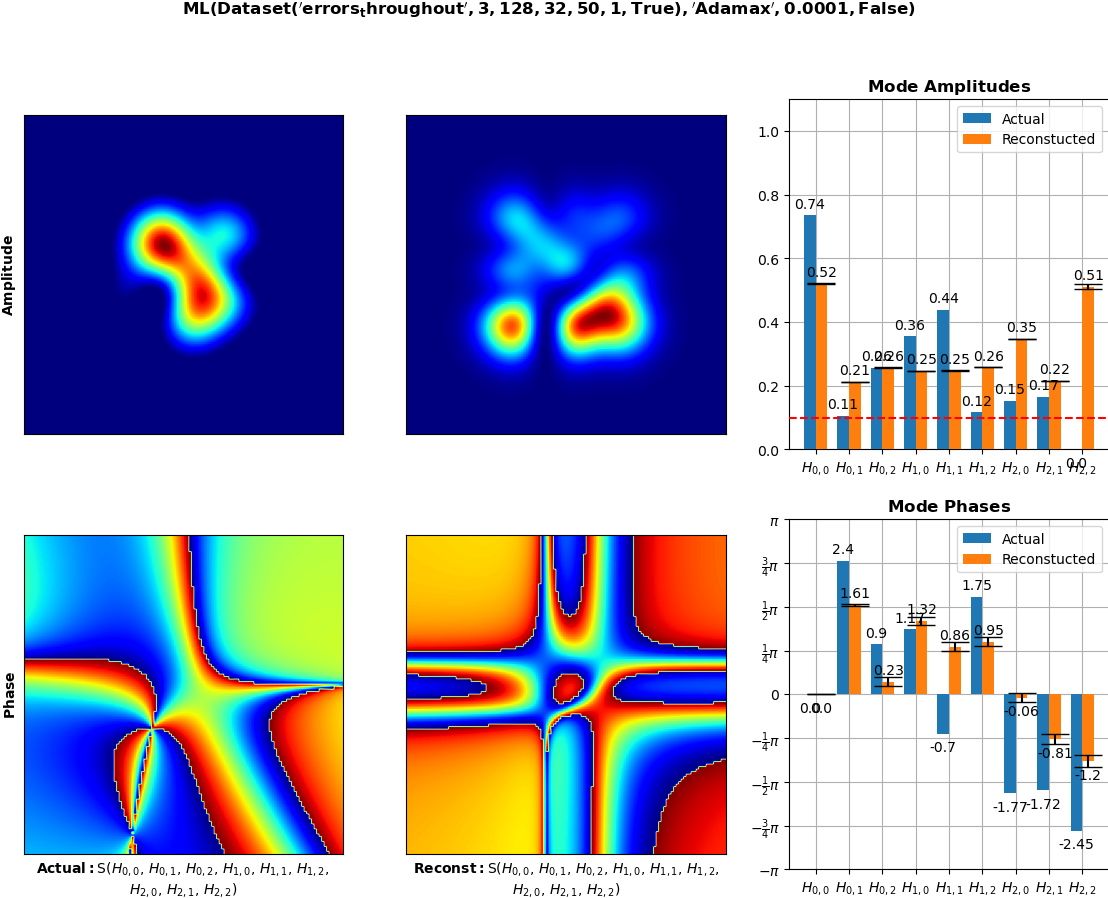 ML(Dataset('errors_throughout', 3, 128, 32, 50, 1, True), 'Adamax', 0.0001, False)
Amplitude
Mode Amplitudes
Actual
Reconstucted
1.0
0.8
0.6
0.4
0.2
0.0
0.74
0.52
0.11
0.21
0.26
0.26
0.36
0.25
0.44
0.25
0.12
0.26
0.15
0.35
0.17
0.22
0.0
0.51
H0,0 H0,1 H0,2 H1,0 H1,1 H1,2 H2,0 H2,1 H2,2
Phase
Actual: S(H0,0, H0,1, H0,2, H1,0, H1,1, H1,2,
H2,0, H2,1, H2,2)
Reconst: S(H0,0, H0,1, H0,2, H1,0, H1,1, H1,2,
H2,0, H2,1, H2,2)
Mode Phases
Actual
Reconstucted
π
3/4π
1/2π
1/4π
0
−1/4π
−1/2π
−3/4π
−π
0.0
0.0
2.4
1.61
0.9
0.23
1.32
-0.7
0.86
1.75
0.95
-1.77
-0.06
-1.72
-0.81
-2.45
-1.2
H0,0 H0,1 H0,2 H1,0 H1,1 H1,2 H2,0 H2,1 H2,2